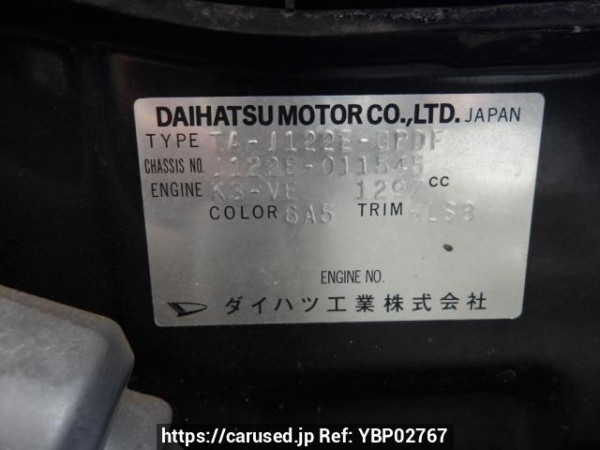 DAIHATSU MOTOR CO.,LTD. JAPAN
TYPE TA-J122E-GPDF
CHASSIS NO. J122E-011545
ENGINE K3-VE 1297 CC
COLOR 6A5 TRIM FLSB
ENGINE NO.
ダイハツ工業株式会社
https://carused.jp Ref: YBP02767